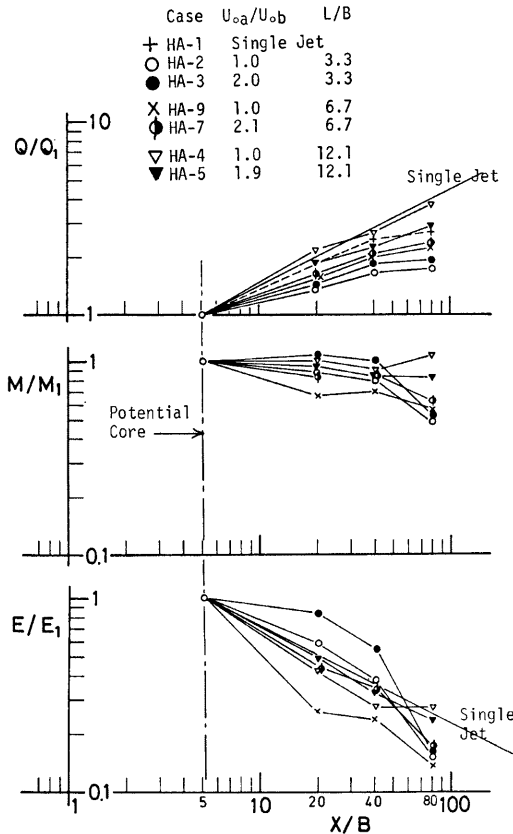 Case U₀a/U₀b L/B
+ HA-1 Single Jet
○ HA-2 1.0 3.3
● HA-3 2.0 3.3
× HA-9 1.0 6.7
◐ HA-7 2.1 6.7
▽ HA-4 1.0 12.1
▼ HA-5 1.9 12.1
10
Q/Q₁
Single Jet
1
1
M/M₁
Potential
Core
0.1
1
E/E₁
Single
Jet
0.1
1 5 10 20 40 80 100
X/B